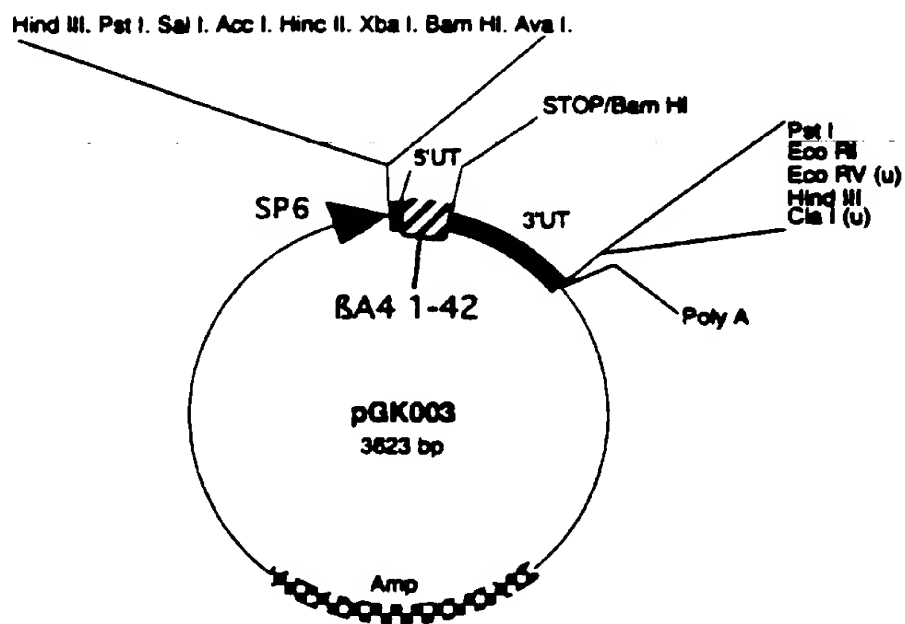 Hind III. Pst I. Sal I. Acc I. Hinc II. Xba I. Bam HI. Ava I.
STOP/Bam HI
5'UT
Pst I
Eco RI
Eco RV (u)
Hind III
Cla I (u)
SP6
3'UT
ßA4 1-42
Poly A
pGK003
3623 bp
Amp